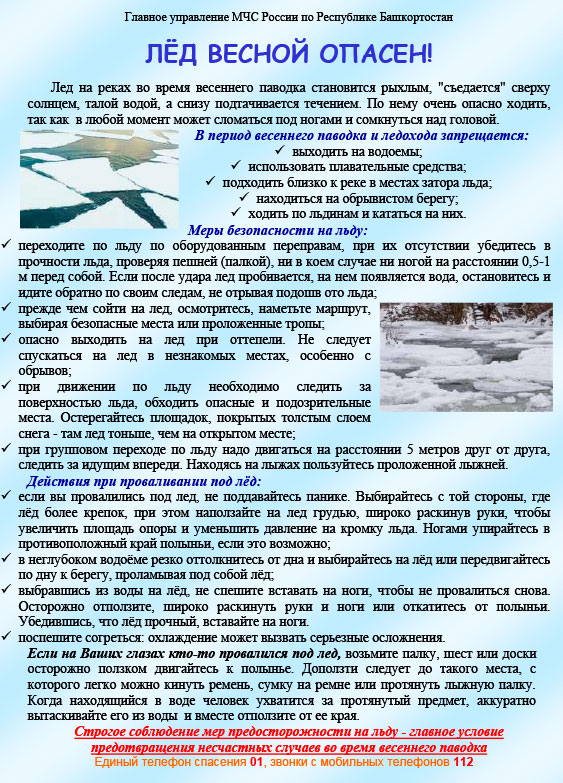 Главное управление МЧС России по Республике Башкортостан
ЛЁД ВЕСНОЙ ОПАСЕН!
Лед на реках во время весеннего паводка становится рыхлым, "съедается" сверху
солнцем, талой водой, а снизу подтачивается течением. По нему очень опасно ходить,
так как в любой момент может сломаться под ногами и сомкнуться над головой.
В период весеннего паводка и ледохода запрещается:
✓ выходить на водоемы;
✓ использовать плавательные средства;
✓ подходить близко к реке в местах затора льда;
✓ находиться на обрывистом берегу;
✓ ходить по льдинам и кататься на них.
Меры безопасности на льду:
✓ переходите по льду по оборудованным переправам, при их отсутствии убедитесь в
прочности льда, проверяя пешней (палкой), ни в коем случае ни ногой на расстоянии 0,5-1
м перед собой. Если после удара лед пробивается, на нем появляется вода, остановитесь и
идите обратно по своим следам, не отрывая подошв ото льда;
✓ прежде чем сойти на лед, осмотритесь, наметьте маршрут,
выбирая безопасные места или проложенные тропы;
✓ опасно выходить на лед при оттепели. Не следует
спускаться на лед в незнакомых местах, особенно с
обрывов;
✓ при движении по льду необходимо следить за
поверхностью льда, обходить опасные и подозрительные
места. Остерегайтесь площадок, покрытых толстым слоем
снега - там лед тоньше, чем на открытом месте;
✓ при групповом переходе по льду надо двигаться на расстоянии 5 метров друг от друга,
следить за идущим впереди. Находясь на лыжах пользуйтесь проложенной лыжней.
Действия при проваливании под лёд:
✓ если вы провалились под лед, не поддавайтесь панике. Выбирайтесь с той стороны, где
лёд более крепок, при этом наползайте на лед грудью, широко раскинув руки, чтобы
увеличить площадь опоры и уменьшить давление на кромку льда. Ногами упирайтесь в
противоположный край полыньи, если это возможно;
✓ в неглубоком водоёме резко оттолкнитесь от дна и выбирайтесь на лёд или передвигайтесь
по дну к берегу, проламывая под собой лёд;
✓ выбравшись из воды на лёд, не спешите вставать на ноги, чтобы не провалиться снова.
Осторожно отползите, широко раскинуть руки и ноги или откатитесь от полыньи.
Убедившись, что лёд прочный, вставайте на ноги.
✓ поспешите согреться: охлаждение может вызвать серьезные осложнения.
Если на Ваших глазах кто-то провалился под лед, возьмите палку, шест или доски
осторожно ползком двигайтесь к полынье. Доползти следует до такого места, с
которого легко можно кинуть ремень, сумку на ремне или протянуть лыжную палку.
Когда находящийся в воде человек ухватится за протянутый предмет, аккуратно
вытаскивайте его из воды и вместе отползите от ее края.
Строгое соблюдение мер предосторожности на льду - главное условие
предотвращения несчастных случаев во время весеннего паводка
Единый телефон спасения 01, звонки с мобильных телефонов 112